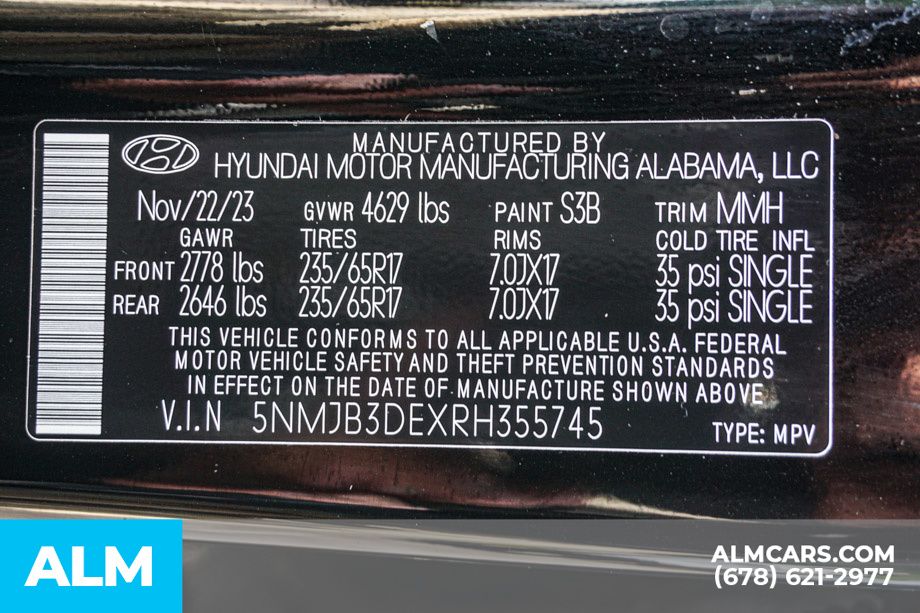 MANUFACTURED BY
HYUNDAI MOTOR MANUFACTURING ALABAMA, LLC
Nov/22/23 GVWR 4629 lbs PAINT S3B TRIM MMH
GAWR TIRES RIMS COLD TIRE INFL
FRONT 2778 lbs 235/65R17 7.0JX17 35 psi SINGLE
REAR 2646 lbs 235/65R17 7.0JX17 35 psi SINGLE
THIS VEHICLE CONFORMS TO ALL APPLICABLE U.S.A. FEDERAL
MOTOR VEHICLE SAFETY AND THEFT PREVENTION STANDARDS
IN EFFECT ON THE DATE OF MANUFACTURE SHOWN ABOVE
V.I.N 5NMJB3DEXRH355745 TYPE: MPV
ALM
ALMCARS.COM
(678) 621-2977